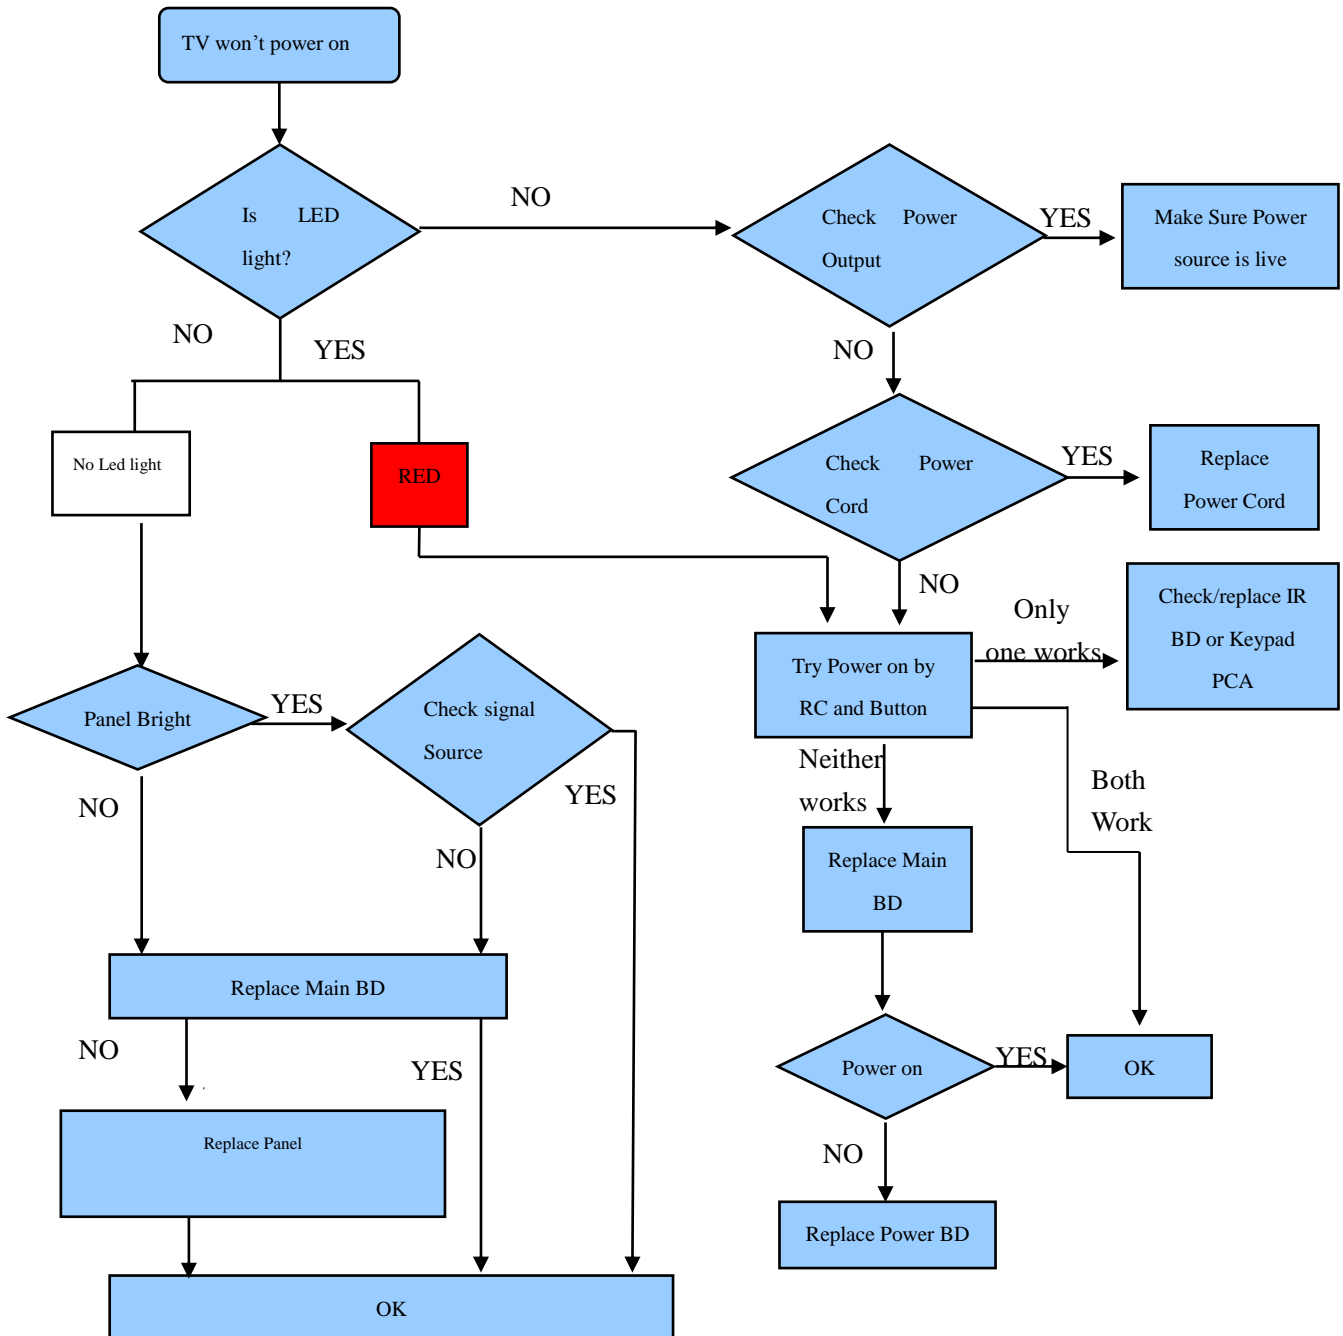 TV won’t power on
Is LED
light?
NO
Check Power
Output
YES
Make Sure Power
source is live
NO
YES
NO
No Led light
RED
Check Power
Cord
YES
Replace
Power Cord
NO
Only
one works
Check/replace IR
BD or Keypad
PCA
Try Power on by
RC and Button
Panel Bright
YES
Check signal
Source
YES
NO
NO
Neither
works
Both
Work
Replace Main
BD
Replace Main BD
NO
YES
Power on
YES
OK
Replace Panel
NO
Replace Power BD
OK